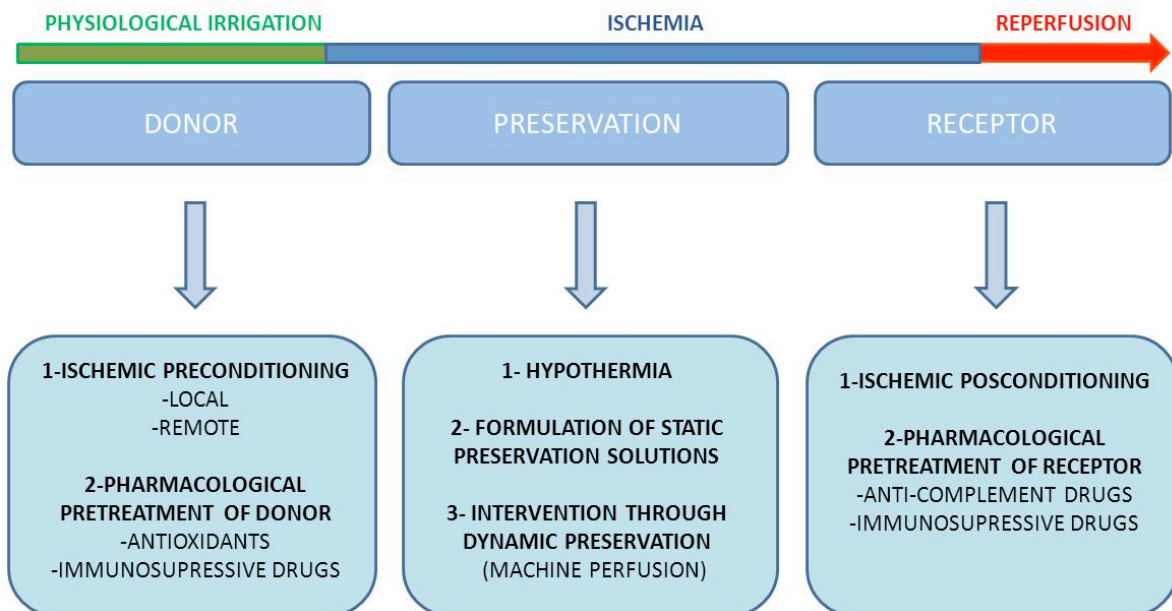 PHYSIOLOGICAL IRRIGATION
ISCHEMIA
REPERFUSION
DONOR
PRESERVATION
RECEPTOR
1-ISCHEMIC PRECONDITIONING
-LOCAL
-REMOTE
2-PHARMACOLOGICAL
PRETREATMENT OF DONOR
-ANTIOXIDANTS
-IMMUNOSUPRESSIVE DRUGS
1- HYPOTHERMIA
2- FORMULATION OF STATIC
PRESERVATION SOLUTIONS
3- INTERVENTION THROUGH
DYNAMIC PRESERVATION
(MACHINE PERFUSION)
1-ISCHEMIC POSCONDITIONING
2-PHARMACOLOGICAL
PRETREATMENT OF RECEPTOR
-ANTI-COMPLEMENT DRUGS
-IMMUNOSUPRESSIVE DRUGS